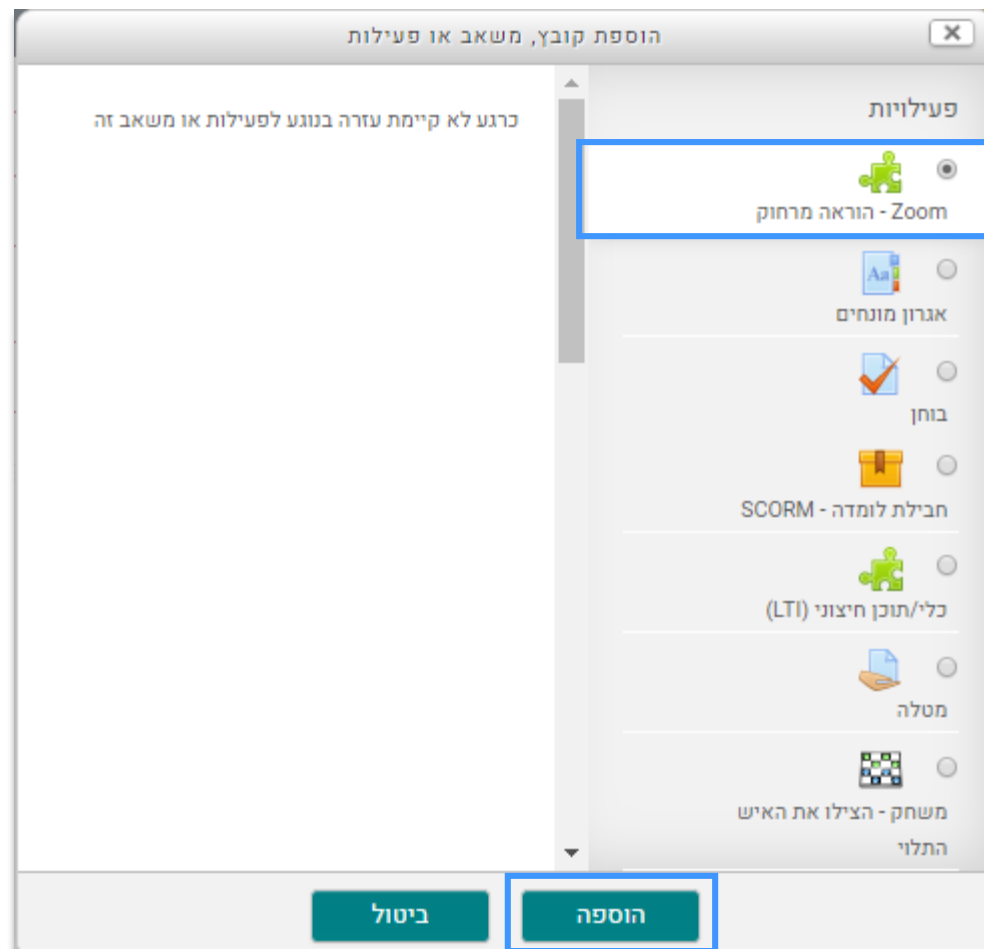 הוספת קובץ, משאב או פעילות
פעילויות
Zoom - הוראה מרחוק
אגרון מונחים
בוחן
חבילת לומדה - SCORM
כלי/תוכן חיצוני (LTI)
מטלה
משחק - הצילו את האיש
התלוי
כרגע לא קיימת עזרה בנוגע לפעילות או משאב זה
הוספה
ביטול